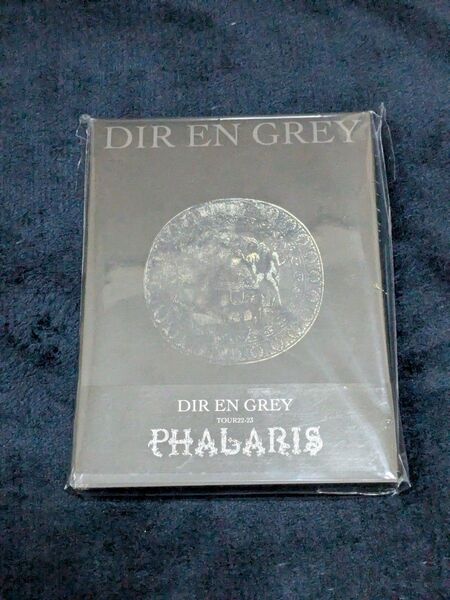 DIR EN GREY
DIR EN GREY
TOUR22-23
PHALARIS